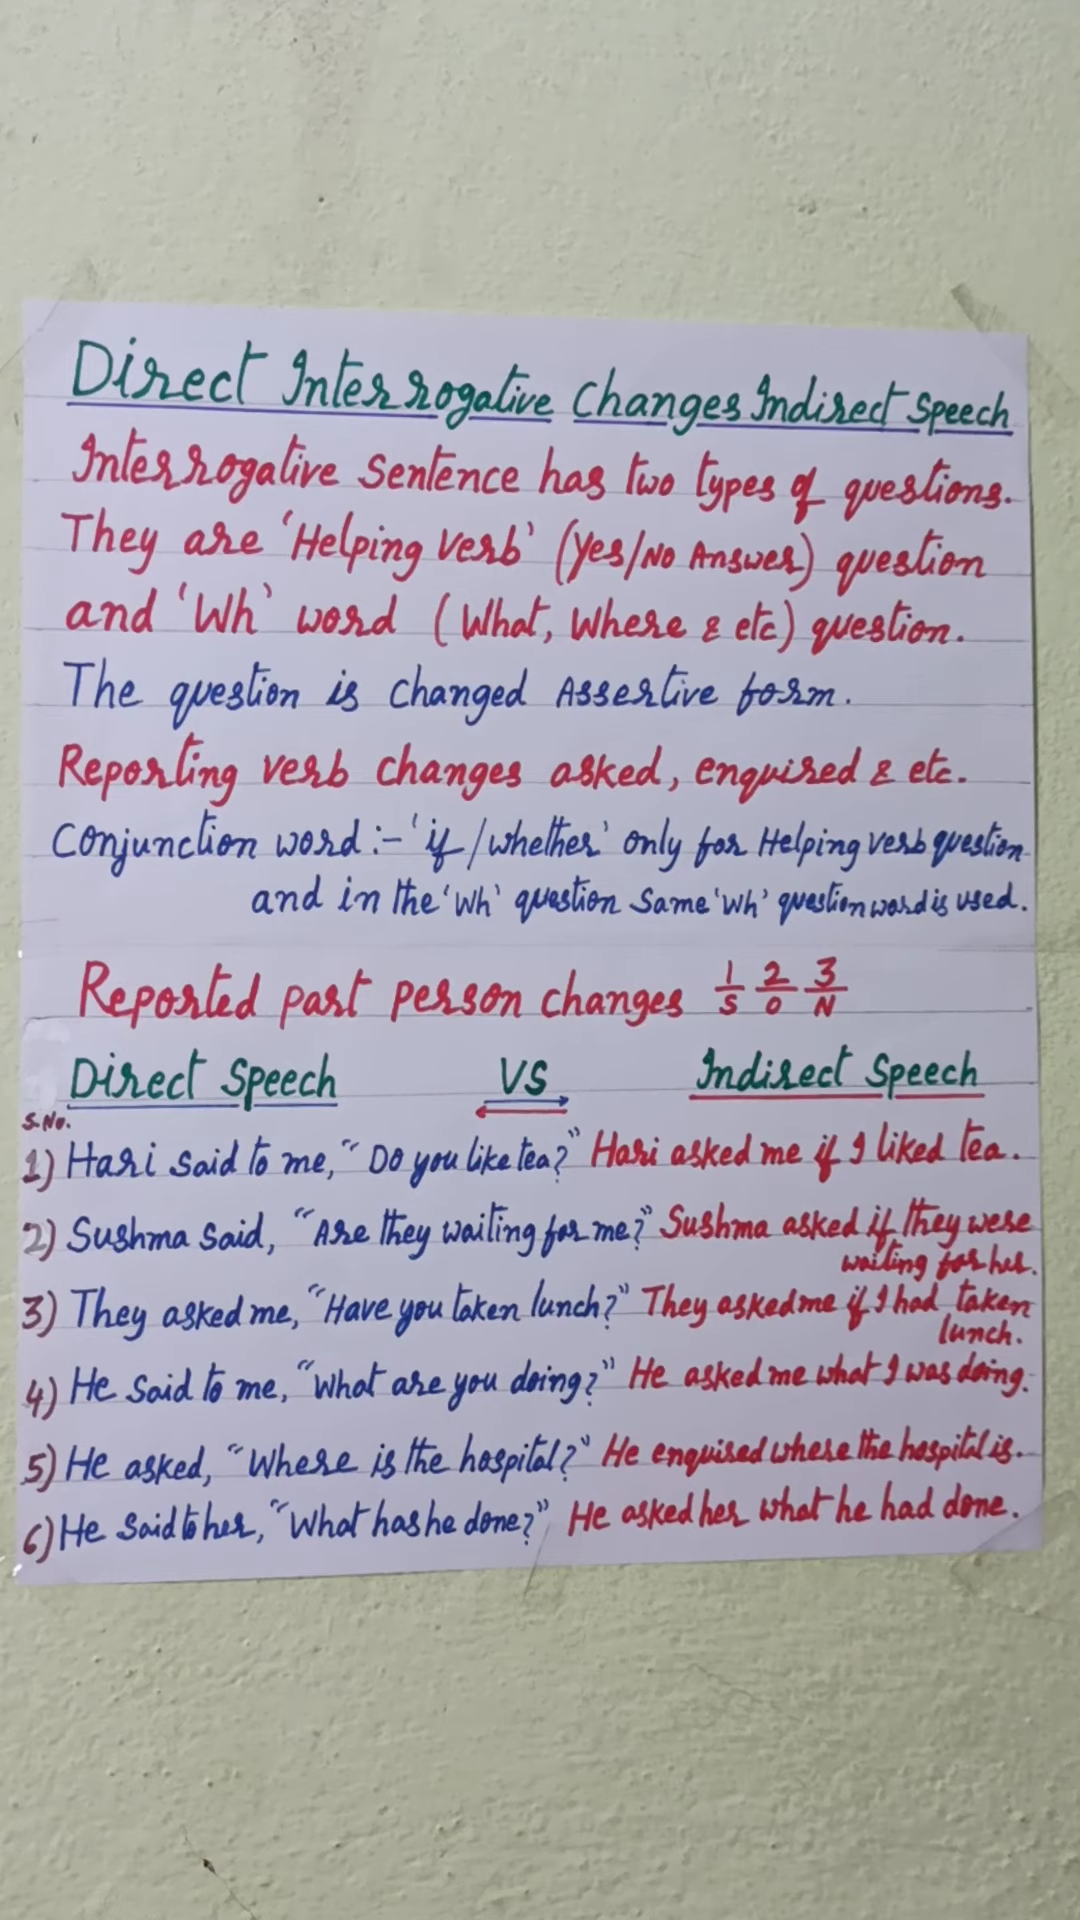 Direct Interrogative Changes Indirect Speech
Interrogative Sentence has two types of questions.
They are 'Helping verb' (Yes/No Answer) question
and 'Wh' word (What, Where & etc) question.
The question is changed Assertive form.
Reporting verb changes asked, enquired & etc.
Conjunction word :- 'if/whether' only for Helping verb question
and in the 'Wh' question Same 'Wh' question word is used.
Reported part person changes 1/S 2/O 3/N
Direct Speech VS Indirect Speech
S.No.
1) Hari said to me, "Do you like tea?" Hari asked me if I liked tea.
2) Sushma said, "Are they waiting for me?" Sushma asked if they were
waiting for her.
3) They asked me, "Have you taken lunch?" They asked me if I had taken
lunch.
4) He said to me, "What are you doing?" He asked me what I was doing.
5) He asked, "Where is the hospital?" He enquired where the hospital is.
6) He said to her, "What has he done?" He asked her what he had done.